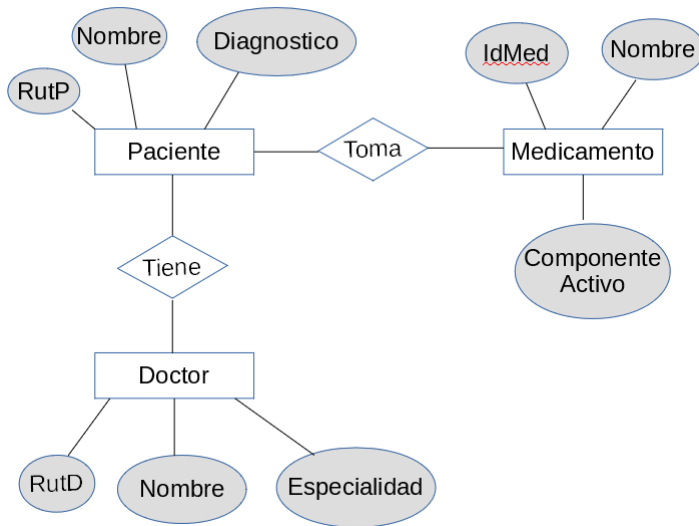 Nombre
Diagnostico
IdMed
Nombre
RutP
Paciente
Toma
Medicamento
Componente
Activo
Tiene
Doctor
RutD
Nombre
Especialidad